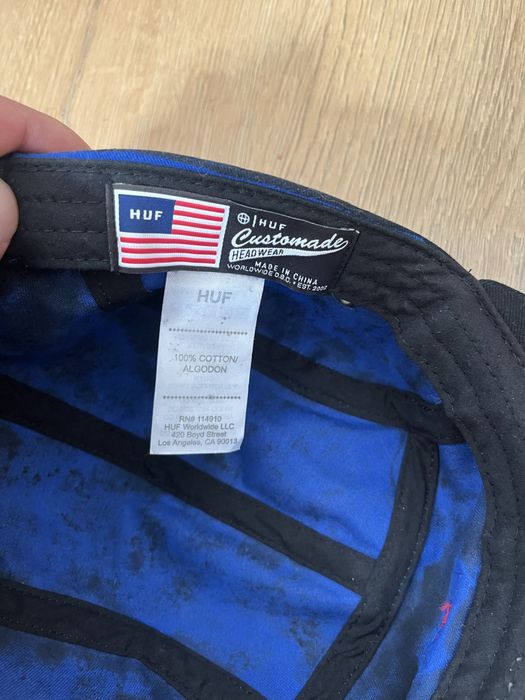 HUF
HUF
Customade
HEADWEAR
MADE IN CHINA
WORLDWIDE D.B.C. * EST. 2002
HUF
100% COTTON/
ALGODON
RN# 114910
HUF Worldwide LLC
420 Boyd Street
Los Angeles, CA 90013